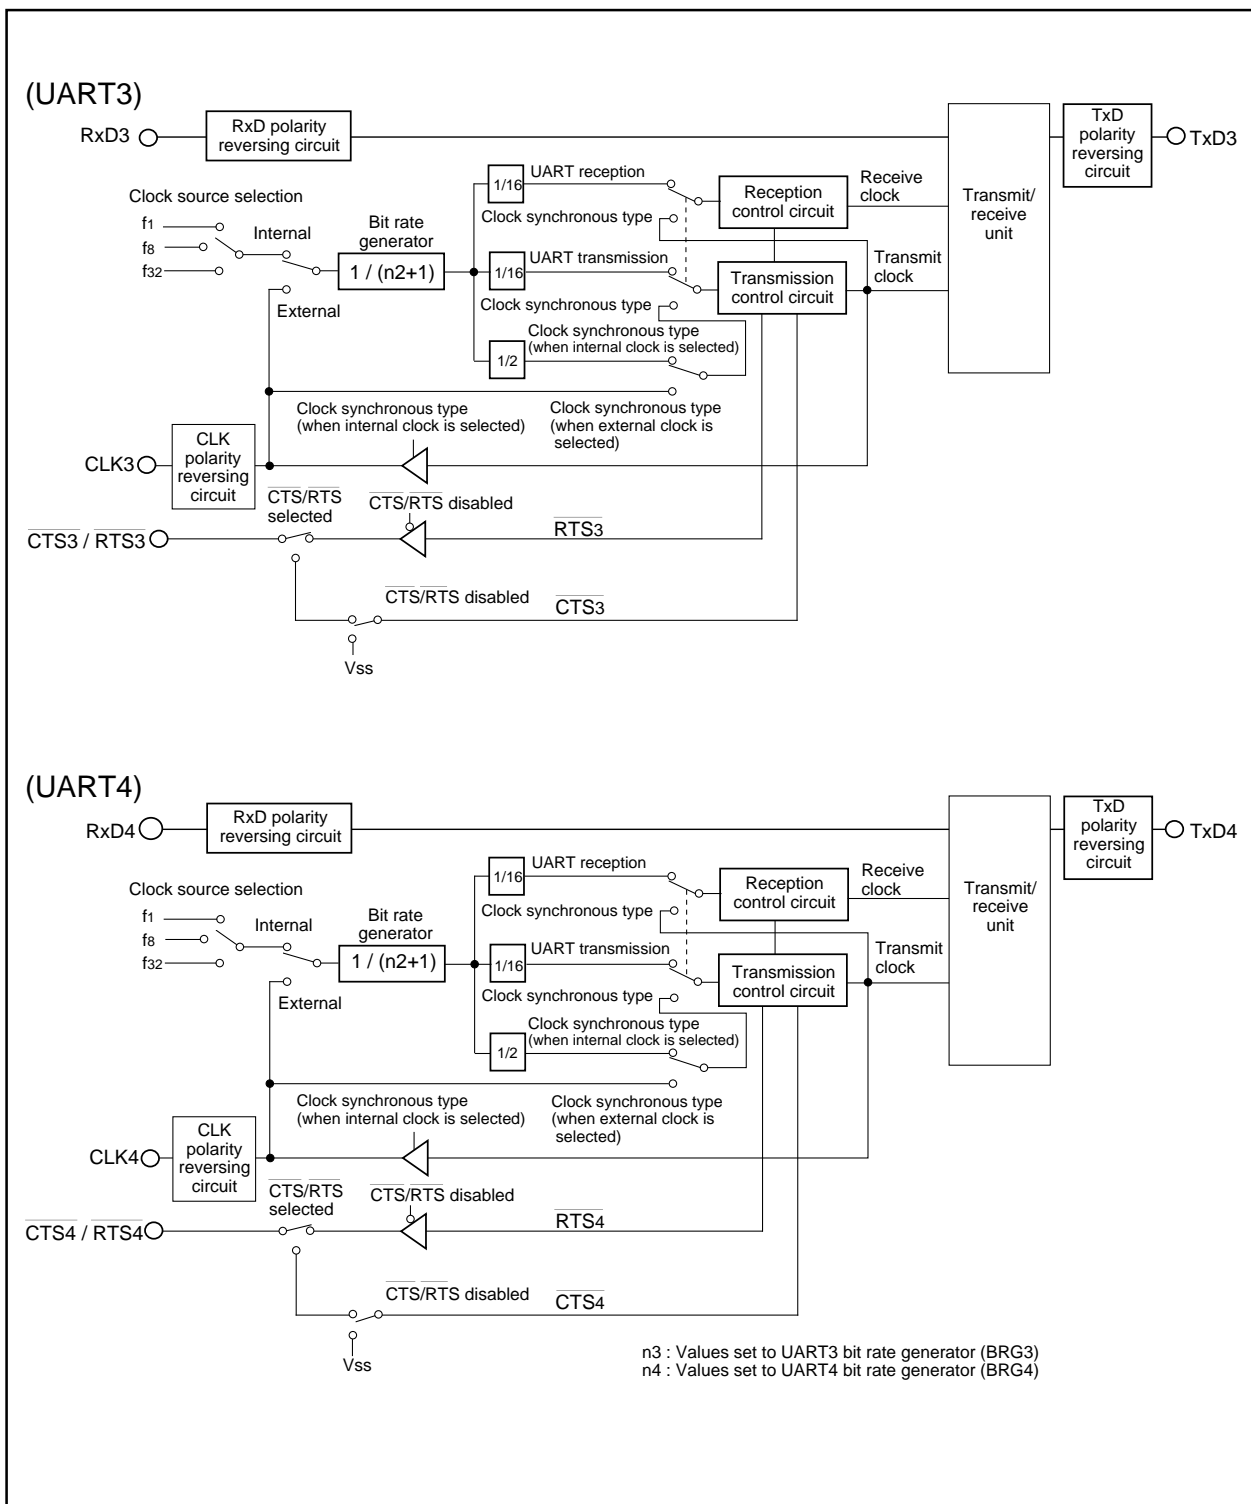 (UART3)
RxD3
RxD polarity
reversing circuit
TxD
polarity
reversing
circuit
TxD3
Clock source selection
f1
f8
f32
Internal
External
Bit rate
generator
1 / (n2+1)
1/16
UART reception
Clock synchronous type
1/16
UART transmission
Clock synchronous type
1/2
Clock synchronous type
(when internal clock is selected)
Reception
control circuit
Receive
clock
Transmission
control circuit
Transmit
clock
Transmit/
receive
unit
Clock synchronous type
(when internal clock is selected)
Clock synchronous type
(when external clock is
selected)
CLK3
CLK
polarity
reversing
circuit
CTS/RTS
selected
CTS/RTS disabled
RTS3
CTS3 / RTS3
CTS/RTS disabled
CTS3
Vss
(UART4)
RxD4
RxD polarity
reversing circuit
TxD
polarity
reversing
circuit
TxD4
Clock source selection
f1
f8
f32
Internal
External
Bit rate
generator
1 / (n2+1)
1/16
UART reception
Clock synchronous type
1/16
UART transmission
Clock synchronous type
1/2
Clock synchronous type
(when internal clock is selected)
Reception
control circuit
Receive
clock
Transmission
control circuit
Transmit
clock
Transmit/
receive
unit
Clock synchronous type
(when internal clock is selected)
Clock synchronous type
(when external clock is
selected)
CLK4
CLK
polarity
reversing
circuit
CTS/RTS
selected
CTS/RTS disabled
RTS4
CTS4 / RTS4
CTS/RTS disabled
CTS4
Vss
n3 : Values set to UART3 bit rate generator (BRG3)
n4 : Values set to UART4 bit rate generator (BRG4)